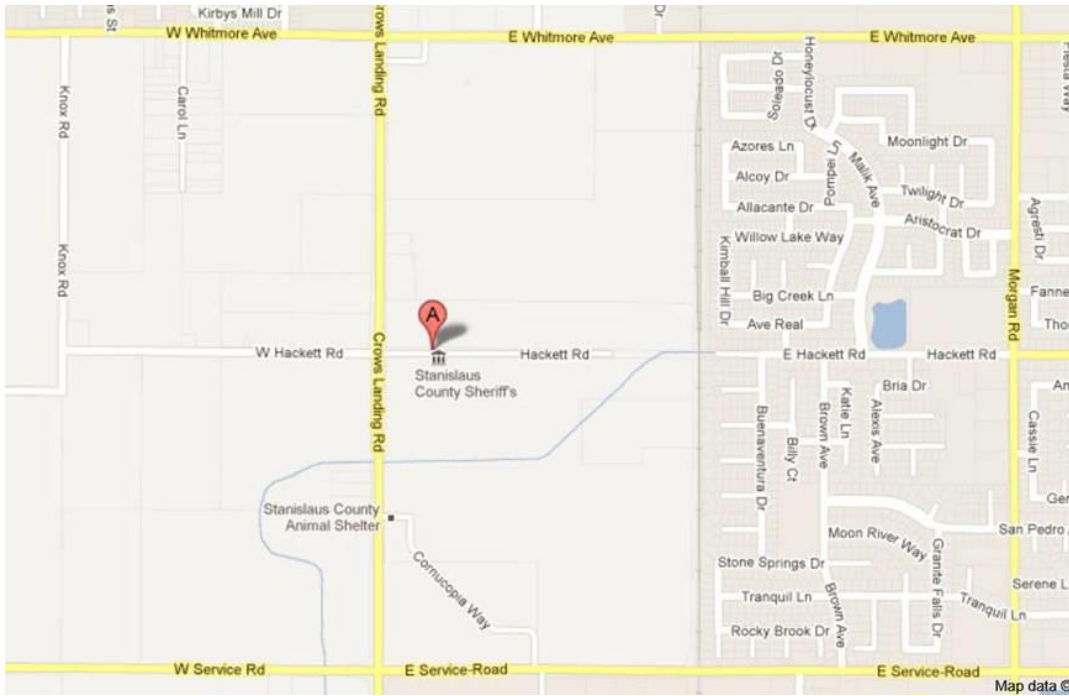 Kirbys Mill Dr
W Whitmore Ave
E Whitmore Ave
E Whitmore Ave
Dr
Knox Rd
Carol Ln
Crows Landing Rd
Soleado Dr
Honeylocust Dr
Moonlight Dr
Azores Ln
Pompei Ln
Malik Ave
Alcoy Dr
Twilight Dr
Allacante Dr
Aristocrat Dr
Agresti Dr
Willow Lake Way
Knox Rd
Kimball Hill Dr
Morgan Rd
Big Creek Ln
Fanne
A
Ave Real
Tho
Crows Landing Rd
W Hackett Rd
Hackett Rd
E Hackett Rd
Hackett Rd
Stanislaus
County Sheriff's
Bria Dr
An
Katie Ln
Buenaventura Dr
Billy Ct
Brown Ave
Alexis Ave
Cassie Ln
Ger
Stanislaus County
Animal Shelter
San Pedro
Moon River Way
Granite Falls Dr
Cornucopia Way
Stone Springs Dr
Serene L
Tranquil Ln
Tranquil Ln
Brown Ave
Rocky Brook Dr
W Service Rd
E Service-Road
E Service-Road
Map data ©